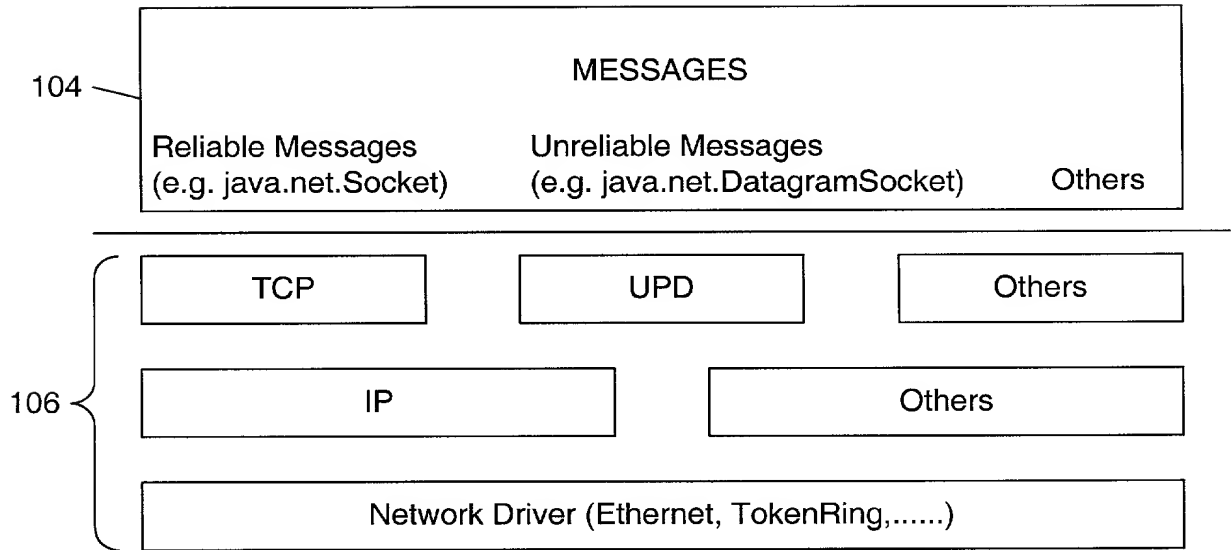 MESSAGES
104
Reliable Messages
(e.g. java.net.Socket)
Unreliable Messages
(e.g. java.net.DatagramSocket)
Others
TCP
UPD
Others
106
IP
Others
Network Driver (Ethernet, TokenRing,......)